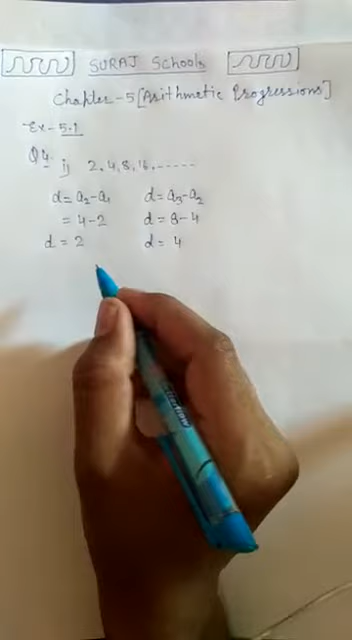 SURAJ Schools
Chapter-5 [Arithmetic Progressions]
Ex-5.1
Q4. i) 2, 4, 8, 16, ------
d = a₂-a₁ d = a₃-a₂
= 4-2 d = 8-4
d = 2 d = 4